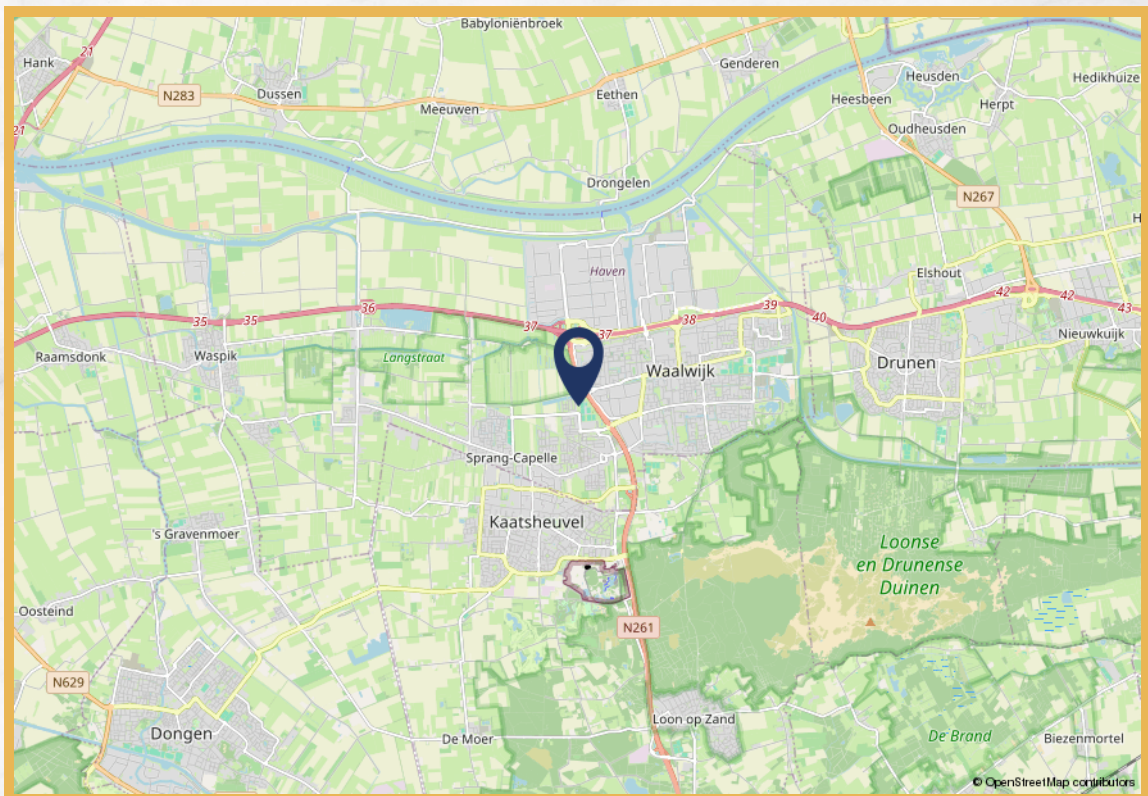 Babyloniënbroek
21
Hank
Genderen
Heusden
Hedikhuize
N283
Dussen
Eethen
Heesbeen
Herpt
Meeuwen
21
Oudheusden
Drongelen
N267
H
Haven
Elshout
42
42
36
39
43
35
35
38
40
37
37
Nieuwkuijk
Raamsdonk
Waspik
Langstraat
Waalwijk
Drunen
Sprang-Capelle
Kaatsheuvel
's Gravenmoer
Loonse
en Drunense
Duinen
Oosteind
N261
N629
Loon op Zand
Dongen
De Moer
De Brand
Biezenmortel
© OpenStreetMap contributors